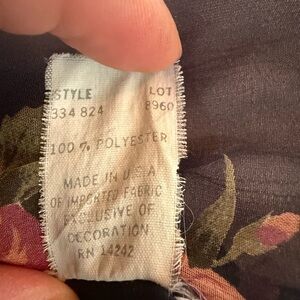 STYLE LOT
334 824 8960
100% POLYESTER
MADE IN U.S.A
OF IMPORTED FABRIC
EXCLUSIVE OF
DECORATION
RN 14242